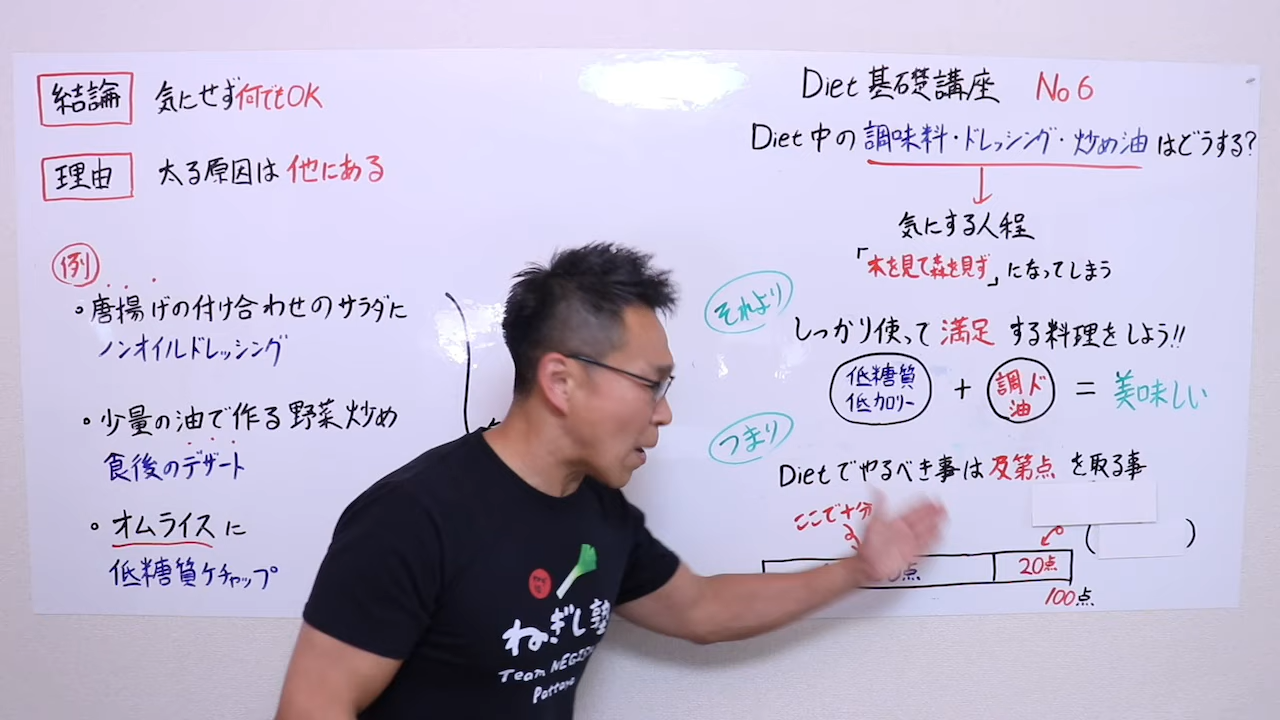 結論 気にせず何でもOK
理由 太る原因は他にある
例
・唐揚げの付け合わせのサラダに
ノンオイルドレッシング
・少量の油で作る野菜炒め
食後のデザート
・オムライスに
低糖質ケチャップ
Diet基礎講座 No6
Diet中の調味料・ドレッシング・炒め油はどうする?
気にする人程
「木を見て森を見ず」になってしまう
それより
しっかり使って満足する料理をしよう!!
低糖質
低カロリー
+
調ド
油
= 美味しい
つまり
Dietでやるべき事は及第点を取る事
ここで十分
( )
点
20点
100点
ねぎし塾
Team NEGISHI
Pattaya